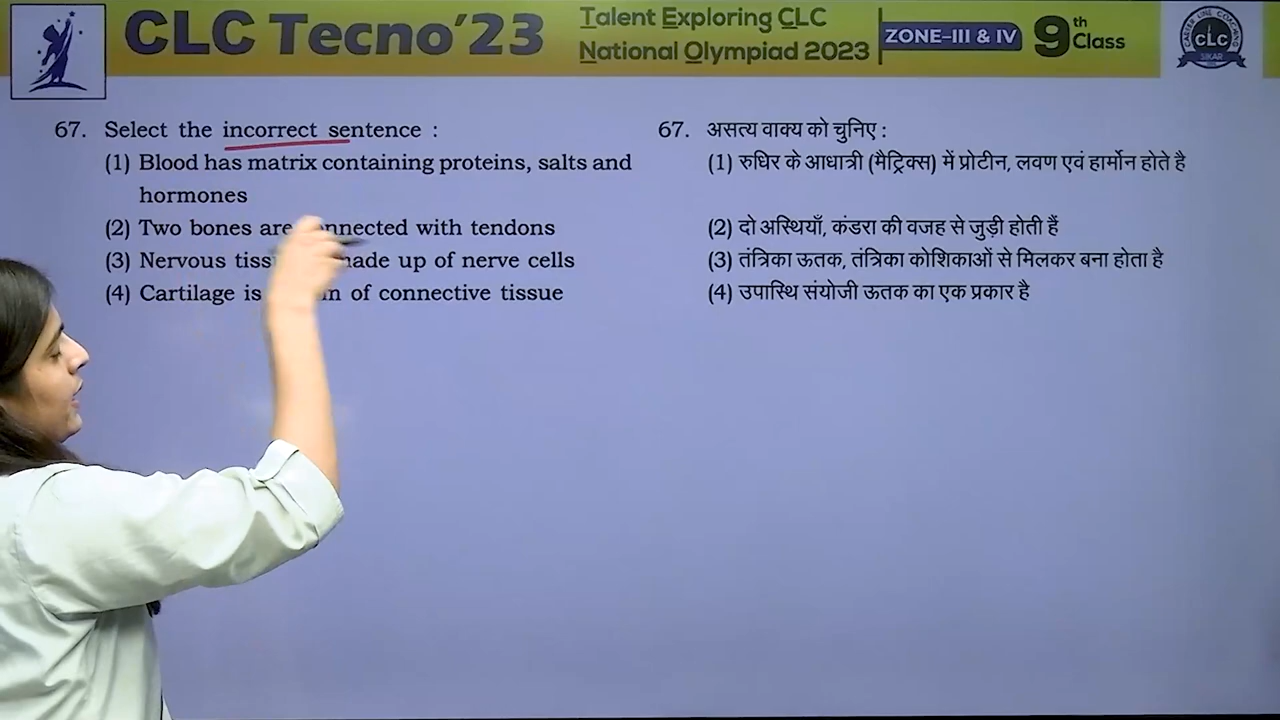 CLC Tecno'23
Talent Exploring CLC
National Olympiad 2023
ZONE–III & IV
9th Class
CLC
SIKAR
67. Select the incorrect sentence :
(1) Blood has matrix containing proteins, salts and
hormones
(2) Two bones are connected with tendons
(3) Nervous made up of nerve cells
(4) Cartilage is of connective tissue
67. असत्य वाक्य को चुनिए :
(1) रुधिर के आधात्री (मैट्रिक्स) में प्रोटीन, लवण एवं हार्मोन होते है
(2) दो अस्थियाँ, कंडरा की वजह से जुड़ी होती हैं
(3) तंत्रिका ऊतक, तंत्रिका कोशिकाओं से मिलकर बना होता है
(4) उपास्थि संयोजी ऊतक का एक प्रकार है